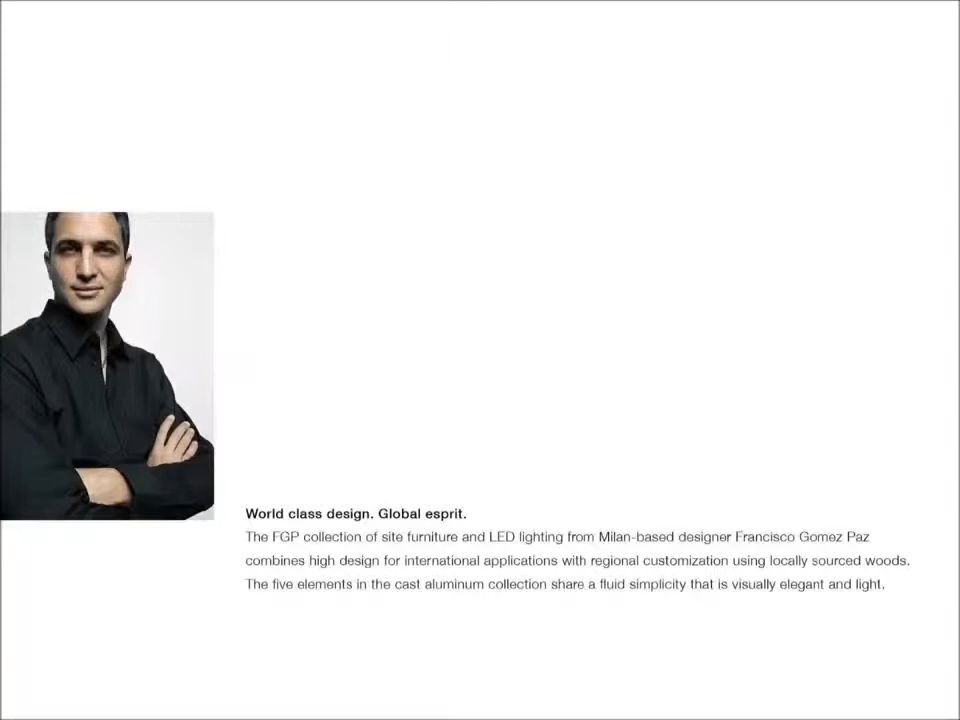 World class design. Global esprit.
The FGP collection of site furniture and LED lighting from Milan-based designer Francisco Gomez Paz
combines high design for international applications with regional customization using locally sourced woods.
The five elements in the cast aluminum collection share a fluid simplicity that is visually elegant and light.